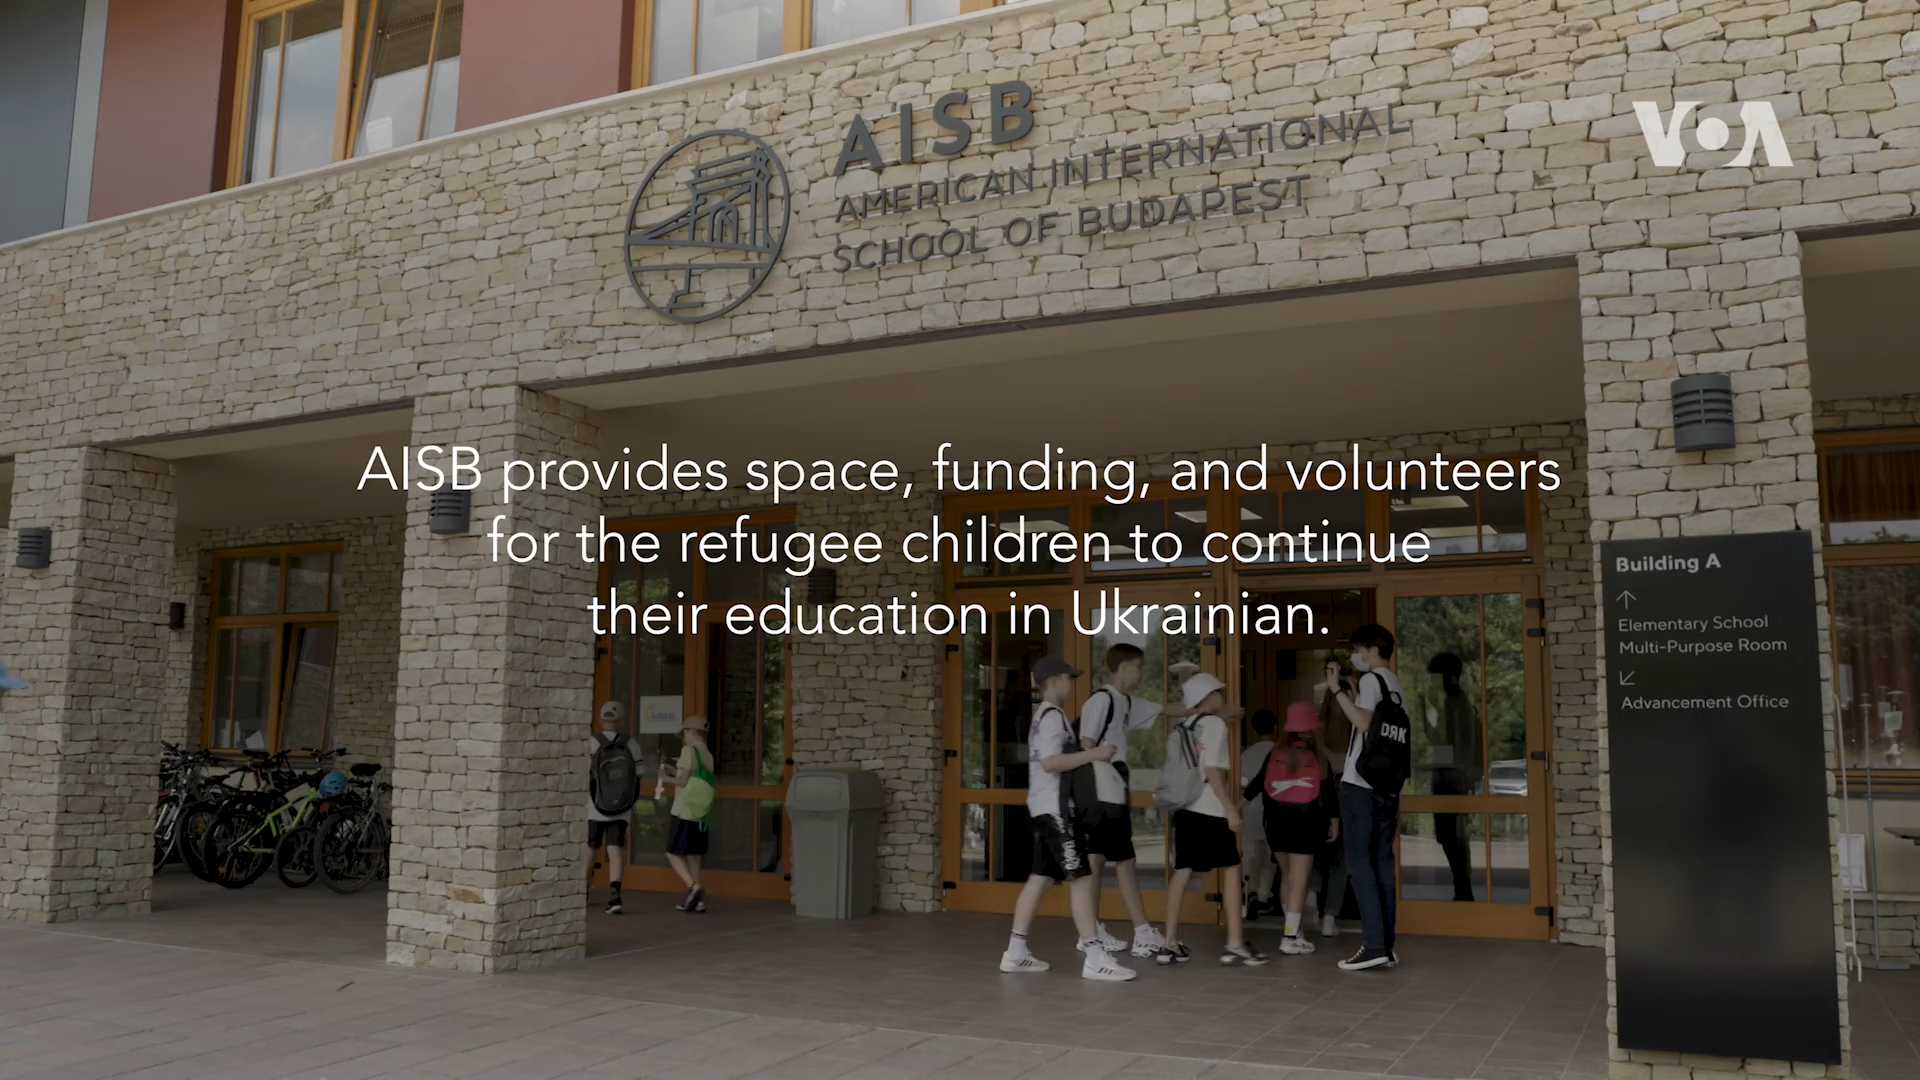 AISB
AMERICAN INTERNATIONAL
SCHOOL OF BUDAPEST
VOA
AISB provides space, funding, and volunteers
for the refugee children to continue
their education in Ukrainian.
Building A
↑
Elementary School
Multi-Purpose Room
↙
Advancement Office